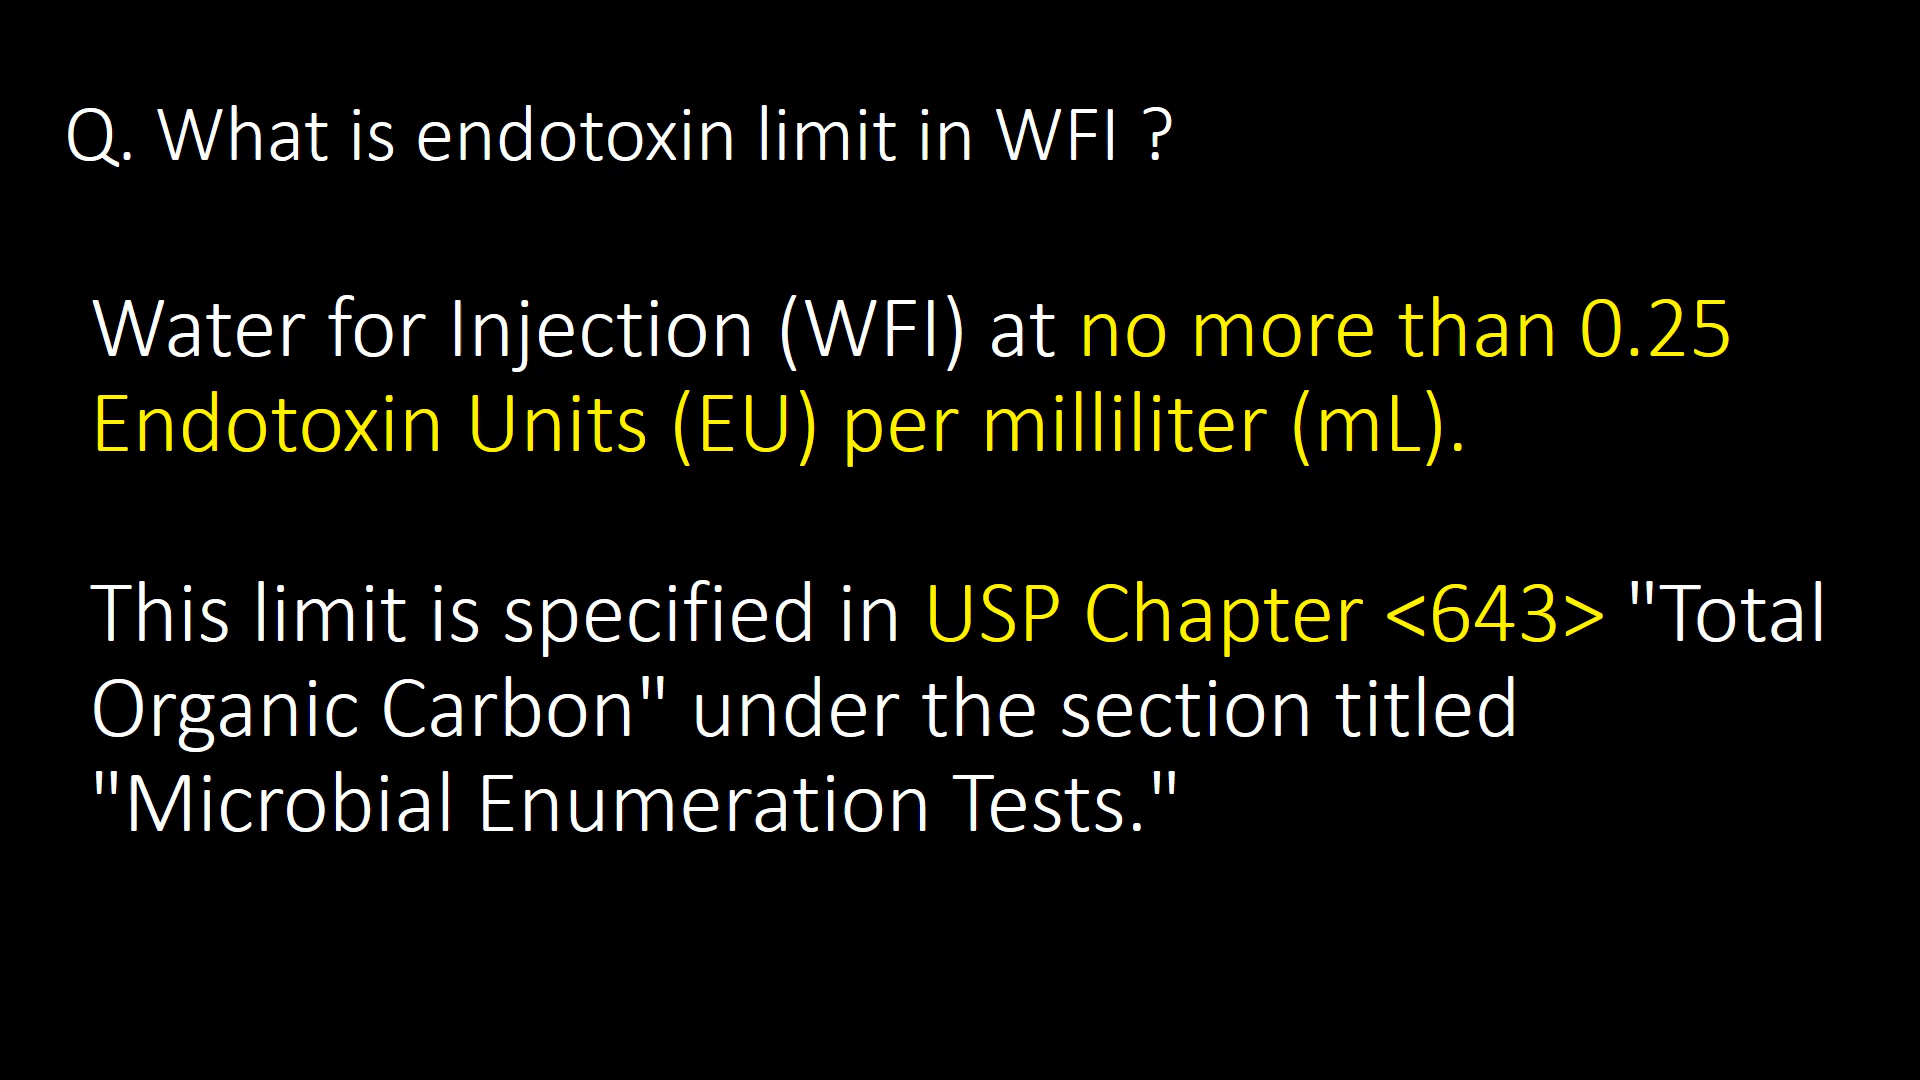 Q. What is endotoxin limit in WFI ?
Water for Injection (WFI) at no more than 0.25
Endotoxin Units (EU) per milliliter (mL).
This limit is specified in USP Chapter <643> "Total
Organic Carbon" under the section titled
"Microbial Enumeration Tests."